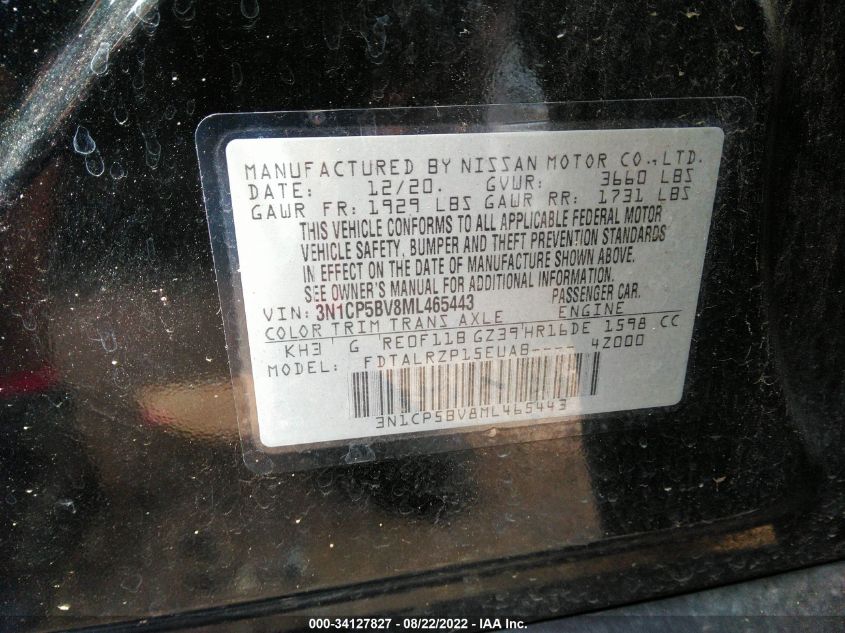 MANUFACTURED BY NISSAN MOTOR CO., LTD.
DATE: 12/20. GVWR: 3660 LBS
GAWR FR: 1929 LBS GAWR RR: 1731 LBS
THIS VEHICLE CONFORMS TO ALL APPLICABLE FEDERAL MOTOR
VEHICLE SAFETY, BUMPER AND THEFT PREVENTION STANDARDS
IN EFFECT ON THE DATE OF MANUFACTURE SHOWN ABOVE.
SEE OWNER'S MANUAL FOR ADDITIONAL INFORMATION.
VIN: 3N1CP5BV8ML465443 PASSENGER CAR.
COLOR TRIM TRANS AXLE ENGINE
KH3 G RE0F11B GZ39 HR16DE 1598 CC
MODEL: FDTALRZP15EUAB---- 42000
3N1CP5BV8ML465443
000-34127827 - 08/22/2022 - IAA Inc.